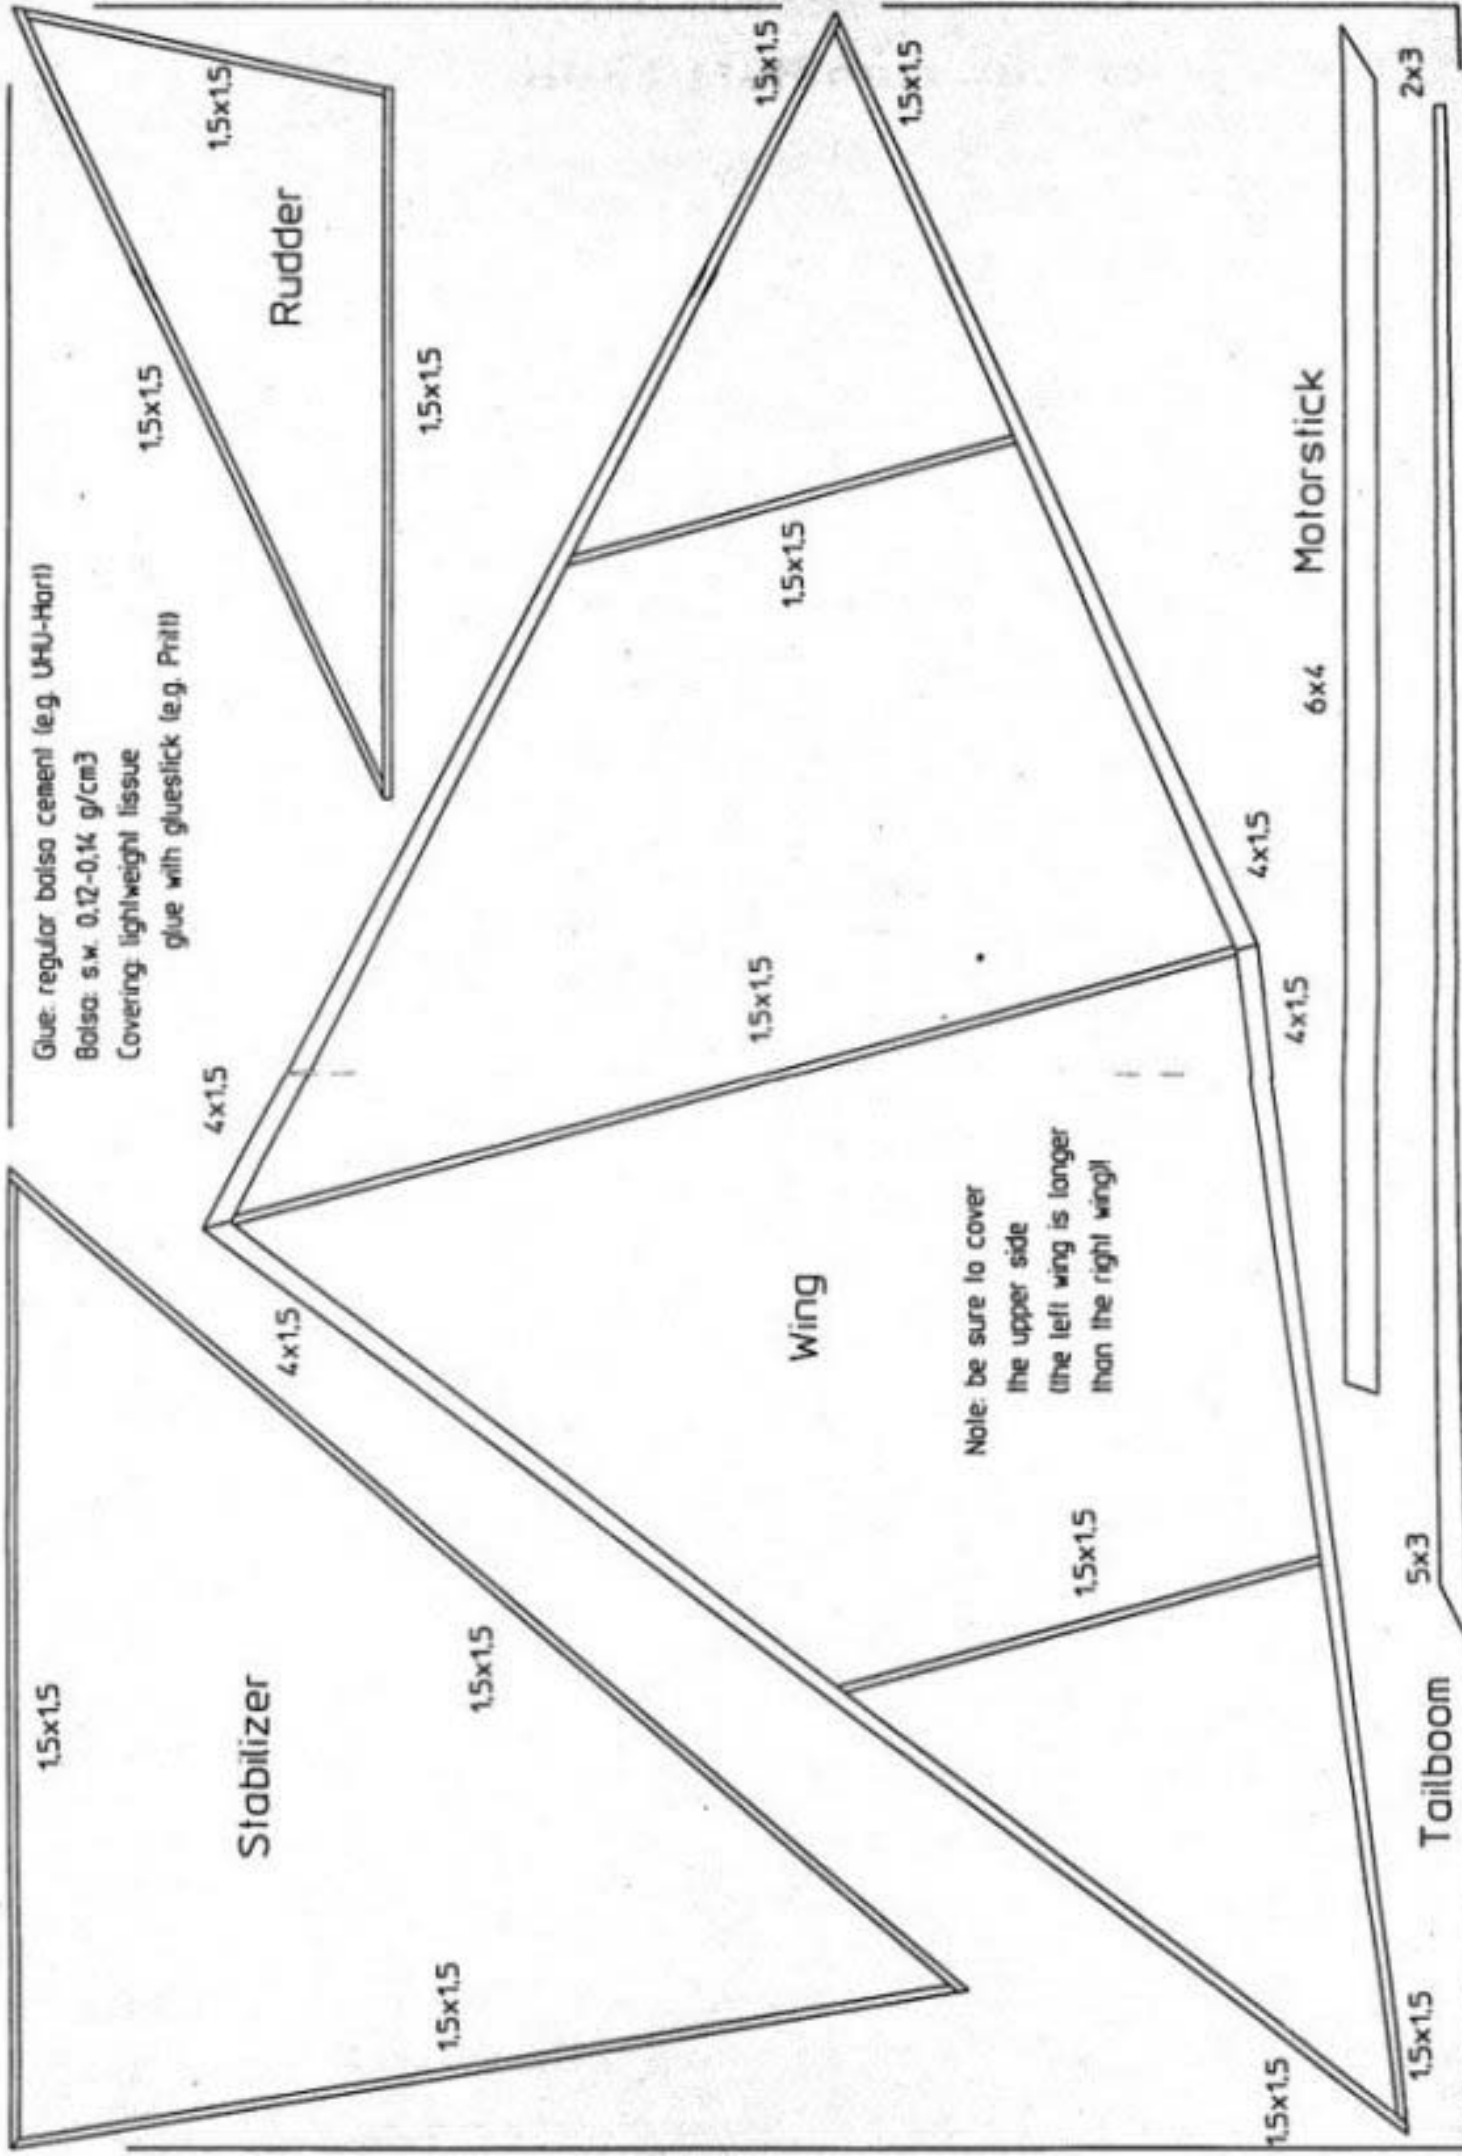 1,5x1,5
Stabilizer
1,5x1,5
1,5x1,5
Glue: regular balsa cement (e.g. UHU-Hart)
Balsa: s.w. 0,12-0,14 g/cm3
Covering: lightweight tissue
glue with gluestick (e.g. Pritt)
1,5x1,5
1,5x1,5
Rudder
1,5x1,5
4x1,5
4x1,5
1,5x1,5
1,5x1,5
1,5x1,5
Wing
1,5x1,5
Note: be sure to cover
the upper side
(the left wing is longer
than the right wing)!
1,5x1,5
4x1,5
1,5x1,5
4x1,5
6x4 Motorstick
1,5x1,5
Tailboom
5x3
2x3